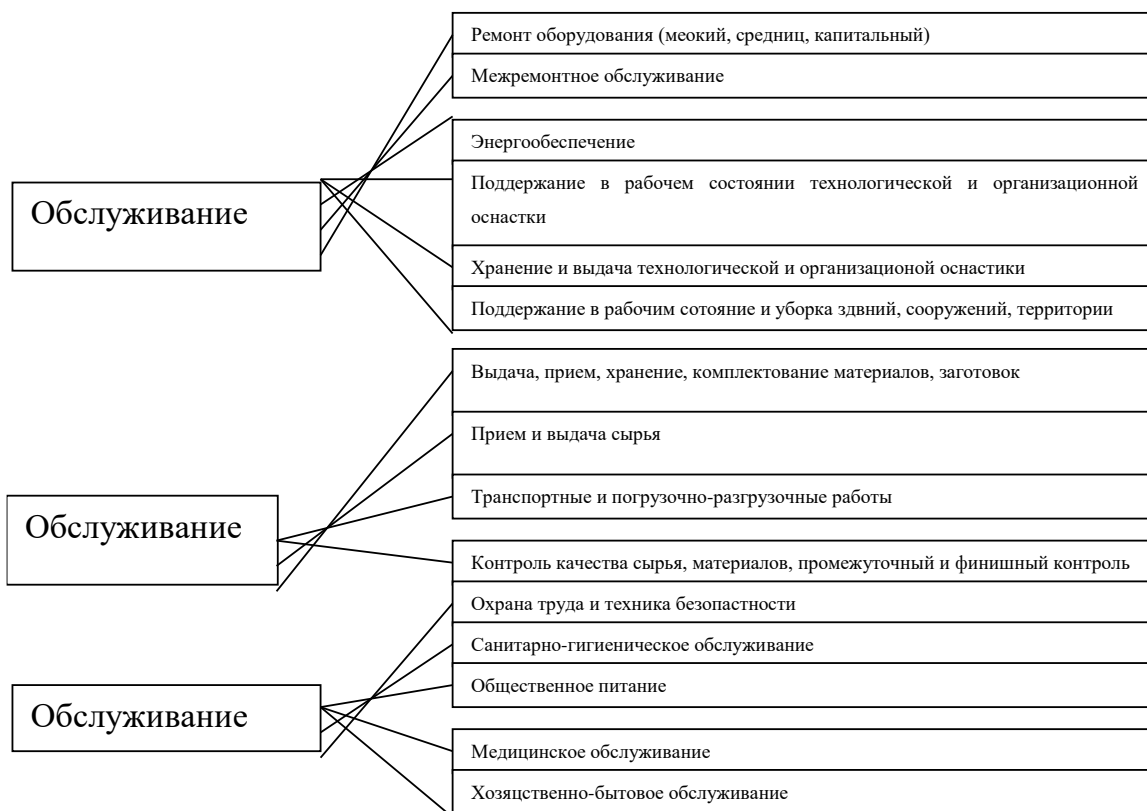 Ремонт оборудования (меокий, средниц, капитальный)
Межремонтное обслуживание
Энергообеспечение
Поддержание в рабочем состоянии технологической и организационной
оснастки
Обслуживание
Хранение и выдача технологической и организационой оснастики
Поддержание в рабочим сотояние и уборка здвний, сооружений, территории
Выдача, прием, хранение, комплектование материалов, заготовок
Прием и выдача сырья
Транспортные и погрузочно-разгрузочные работы
Обслуживание
Контроль качества сырья, материалов, промежуточный и финишный контроль
Охрана труда и техника безопастности
Санитарно-гигиеническое обслуживание
Общественное питание
Обслуживание
Медицинское обслуживание
Хозяцственно-бытовое обслуживание